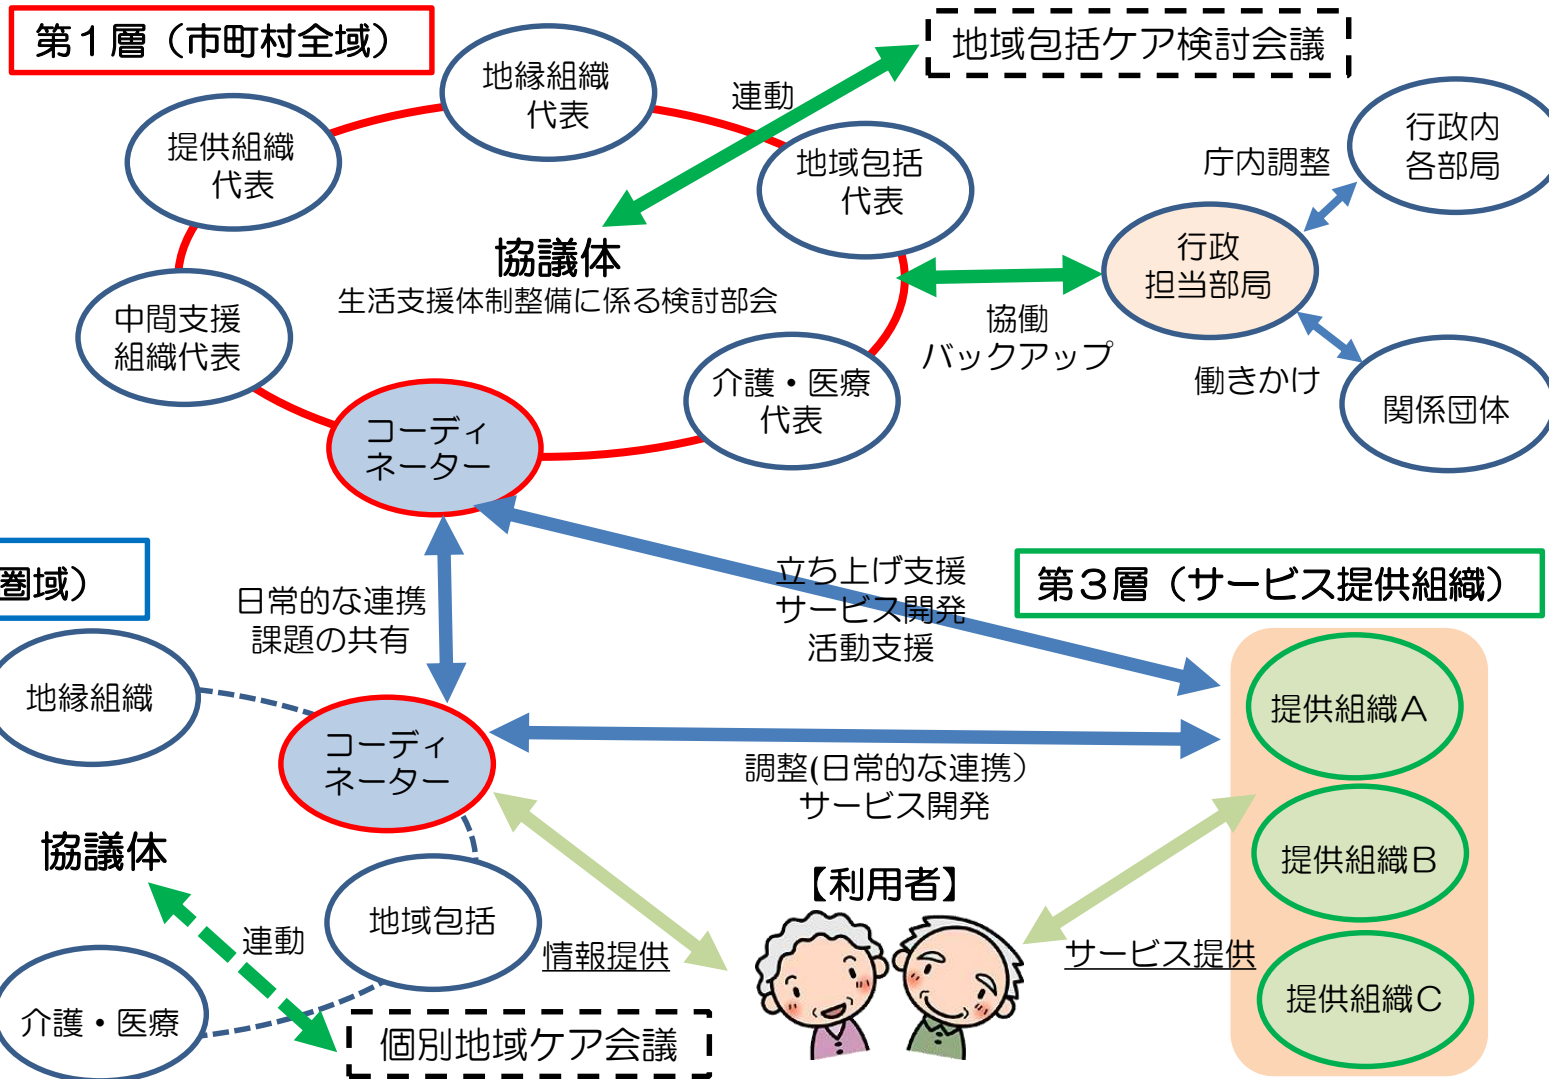 第１層（市町村全域）
地域包括ケア検討会議
連動
地縁組織
代表
提供組織
代表
地域包括
代表
行政内
各部局
庁内調整
行政
担当部局
協議体
生活支援体制整備に係る検討部会
協働
バックアップ
中間支援
組織代表
介護・医療
代表
働きかけ
関係団体
コーディ
ネーター
圏域）
日常的な連携
課題の共有
立ち上げ支援
サービス開発
活動支援
第３層（サービス提供組織）
地縁組織
コーディ
ネーター
提供組織Ａ
調整(日常的な連携）
サービス開発
協議体
提供組織Ｂ
【利用者】
地域包括
連動
情報提供
サービス提供
提供組織Ｃ
介護・医療
個別地域ケア会議